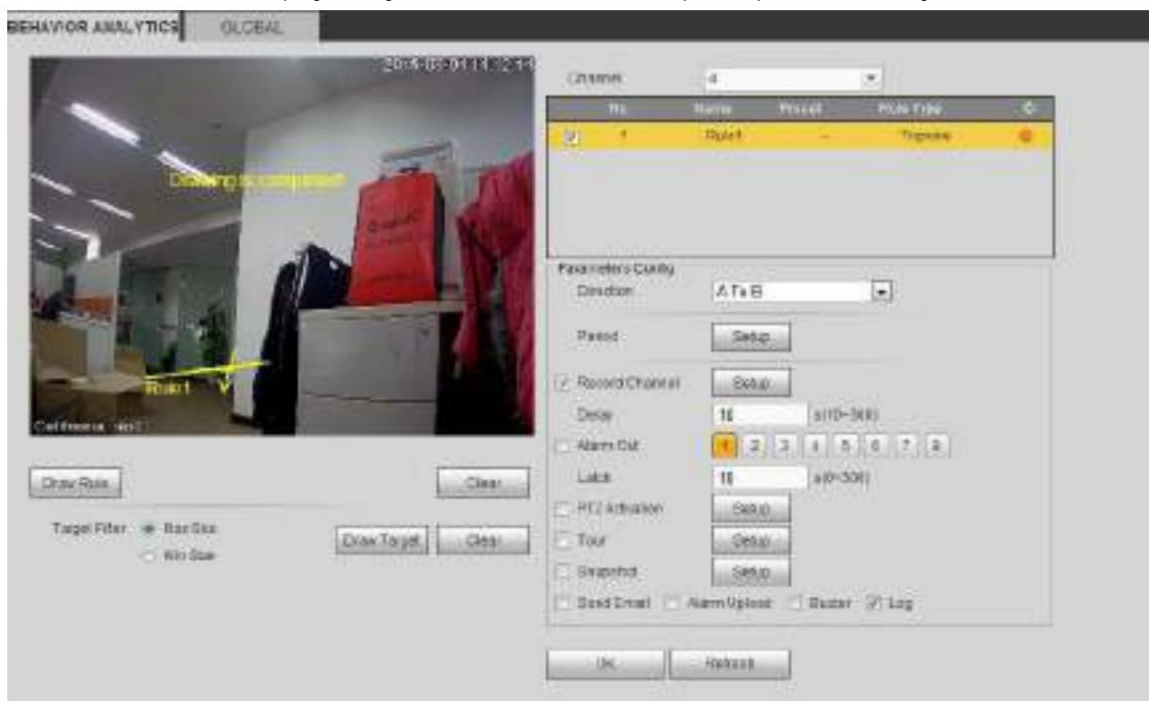 BEHAVIOR ANALYTICS GLOBAL
Channel 4
No. Name Preset Rule Type
1 Rule1 -- Tripwire
Drawing is completed!
Rule1
Parameters Config
Direction A To B
Period Setup
Record Channel Setup
Delay 10 s(10~300)
Alarm Out 1 2 3 4 5 6 7 8
Latch 10 s(0~300)
PTZ Activation Setup
Tour Setup
Snapshot Setup
Send Email Alarm Upload Buzzer Log
Draw Rule Clear
Target Filter Max Size Draw Target Clear
Min Size
OK Refresh